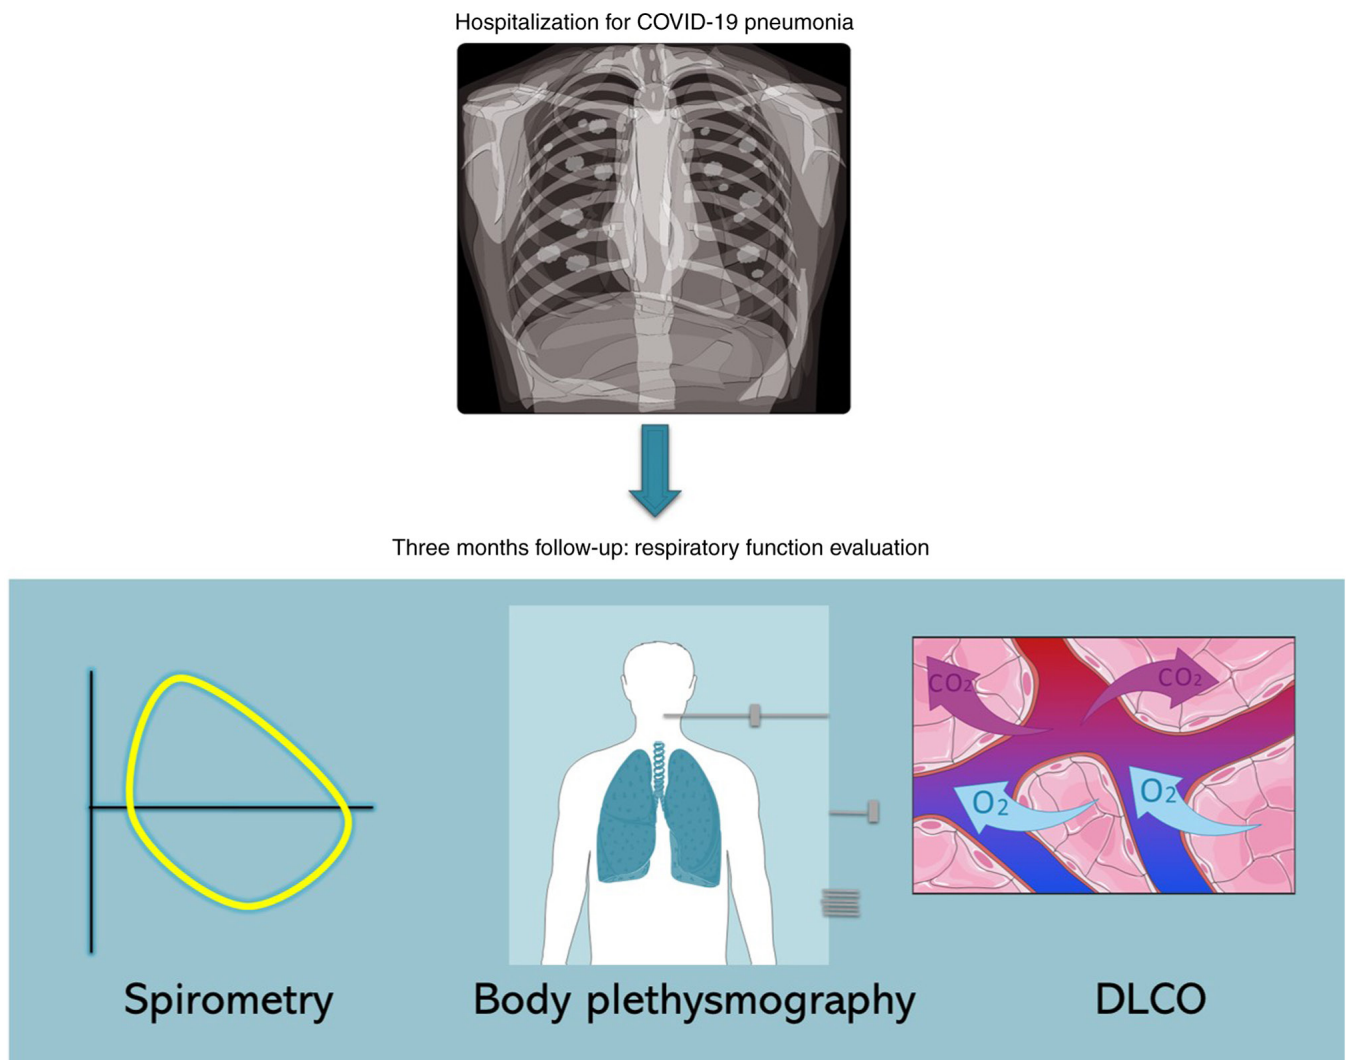 Hospitalization for COVID-19 pneumonia
Three months follow-up: respiratory function evaluation
CO₂
CO₂
O₂
O₂
Spirometry
Body plethysmography
DLCO